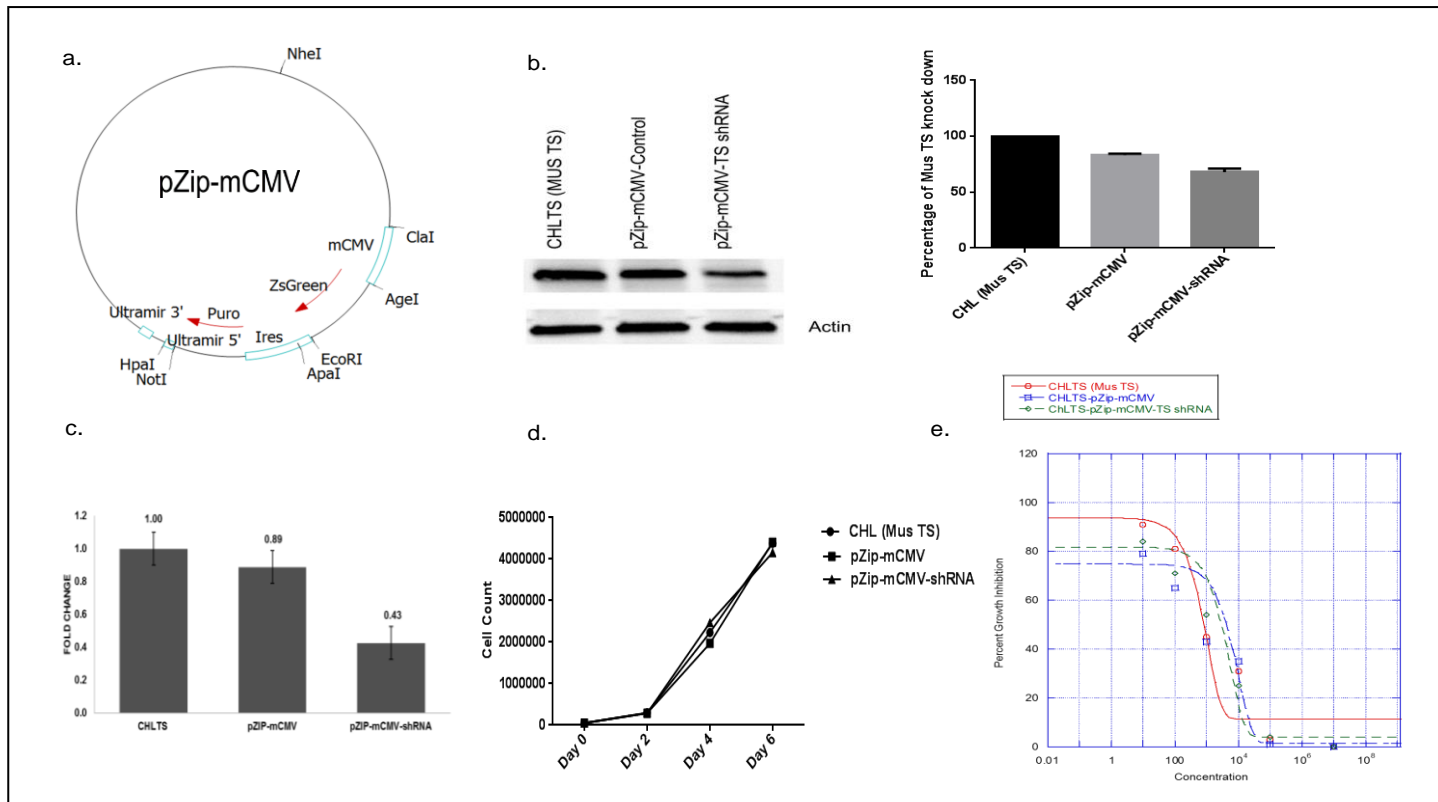 a.
NheI
pZip-mCMV
mCMV
ClaI
ZsGreen
AgeI
Ultramir 3'
Puro
Ultramir 5'
Ires
EcoRI
HpaI
ApaI
NotI
b.
CHLTS (MUS TS)
pZip-mCMV-Control
pZip-mCMV-TS shRNA
Actin
Percentage of Mus TS knock down
150
100
50
0
CHL (Mus TS)
pZip-mCMV
pZip-mCMV-shRNA
c.
FOLD CHANGE
1.2
1.0
0.8
0.6
0.4
0.2
0.0
1.00
0.89
0.43
CHLTS
pZIP-mCMV
pZIP-mCMV-shRNA
d.
Cell Count
5000000
4000000
3000000
2000000
1000000
0
Day 0
Day 2
Day 4
Day 6
CHL (Mus TS)
pZip-mCMV
pZip-mCMV-shRNA
CHLTS (Mus TS)
CHLTS-pZip-mCMV
ChLTS-pZip-mCMV-TS shRNA
e.
Percent Growth Inhibition
120
100
80
60
40
20
0
0.01
1
100
10⁴
10⁶
10⁸
Concentration